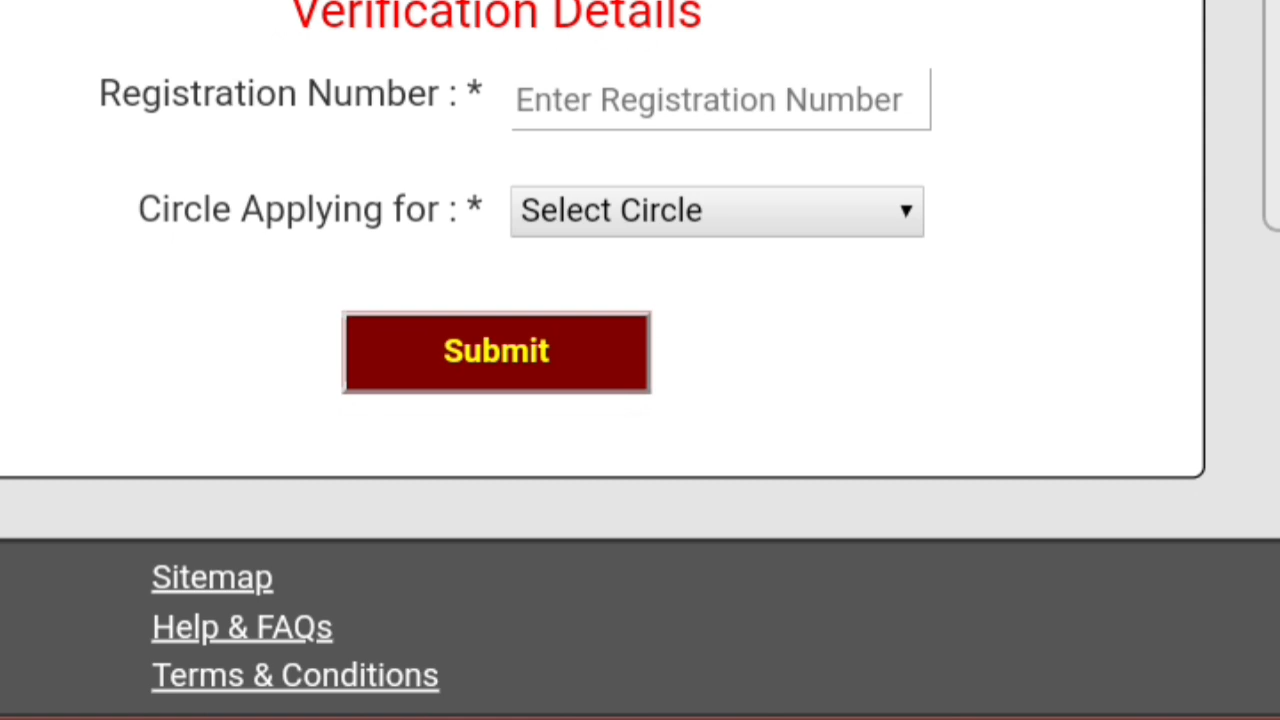 Verification Details
Registration Number : * Enter Registration Number
Circle Applying for : * Select Circle
Submit
Sitemap
Help & FAQs
Terms & Conditions